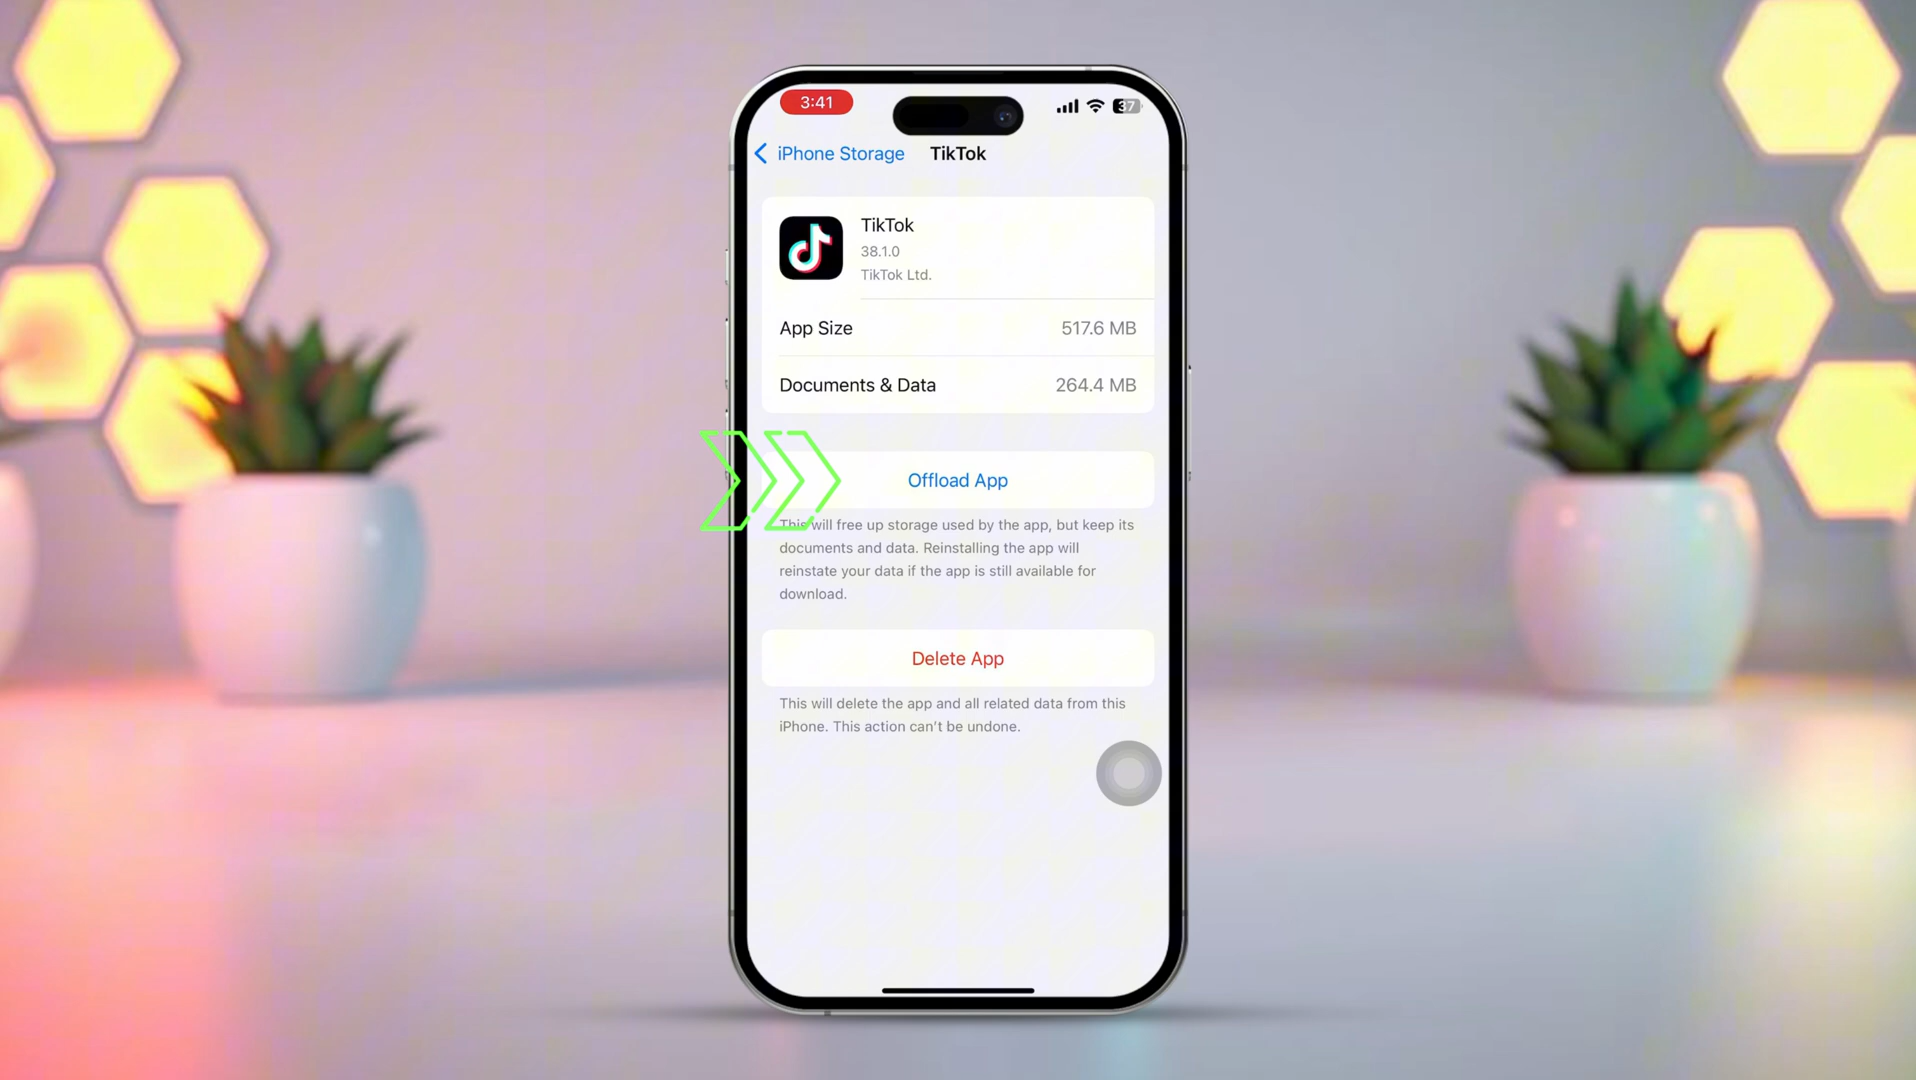 3:41
37
iPhone Storage
TikTok
TikTok
38.1.0
TikTok Ltd.
App Size
517.6 MB
Documents & Data
264.4 MB
Offload App
This will free up storage used by the app, but keep its
documents and data. Reinstalling the app will
reinstate your data if the app is still available for
download.
Delete App
This will delete the app and all related data from this
iPhone. This action can’t be undone.